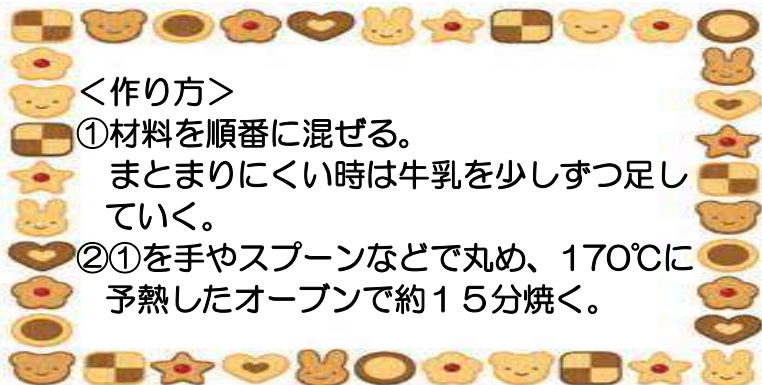 ＜作り方＞
①材料を順番に混ぜる。
まとまりにくい時は牛乳を少しずつ足し
ていく。
②①を手やスプーンなどで丸め、170℃に
予熱したオーブンで約１５分焼く。